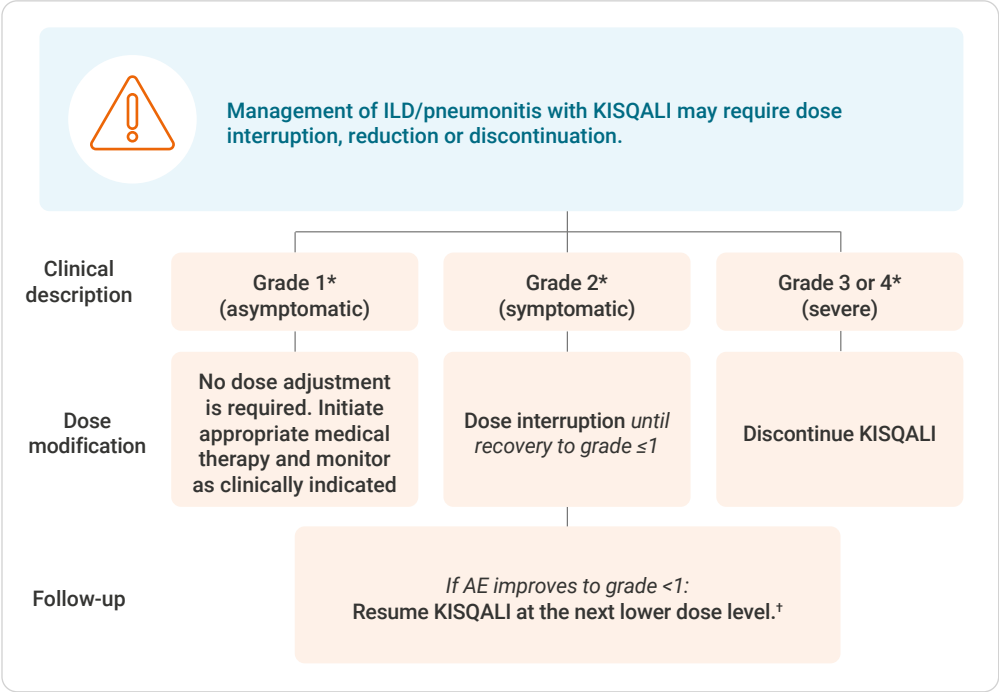 Management of ILD/pneumonitis with KISQALI may require dose
interruption, reduction or discontinuation.
Clinical
description
Grade 1*
(asymptomatic)
Grade 2*
(symptomatic)
Grade 3 or 4*
(severe)
Dose
modification
No dose adjustment
is required. Initiate
appropriate medical
therapy and monitor
as clinically indicated
Dose interruption until
recovery to grade ≤1
Discontinue KISQALI
Follow-up
If AE improves to grade <1:
Resume KISQALI at the next lower dose level.†